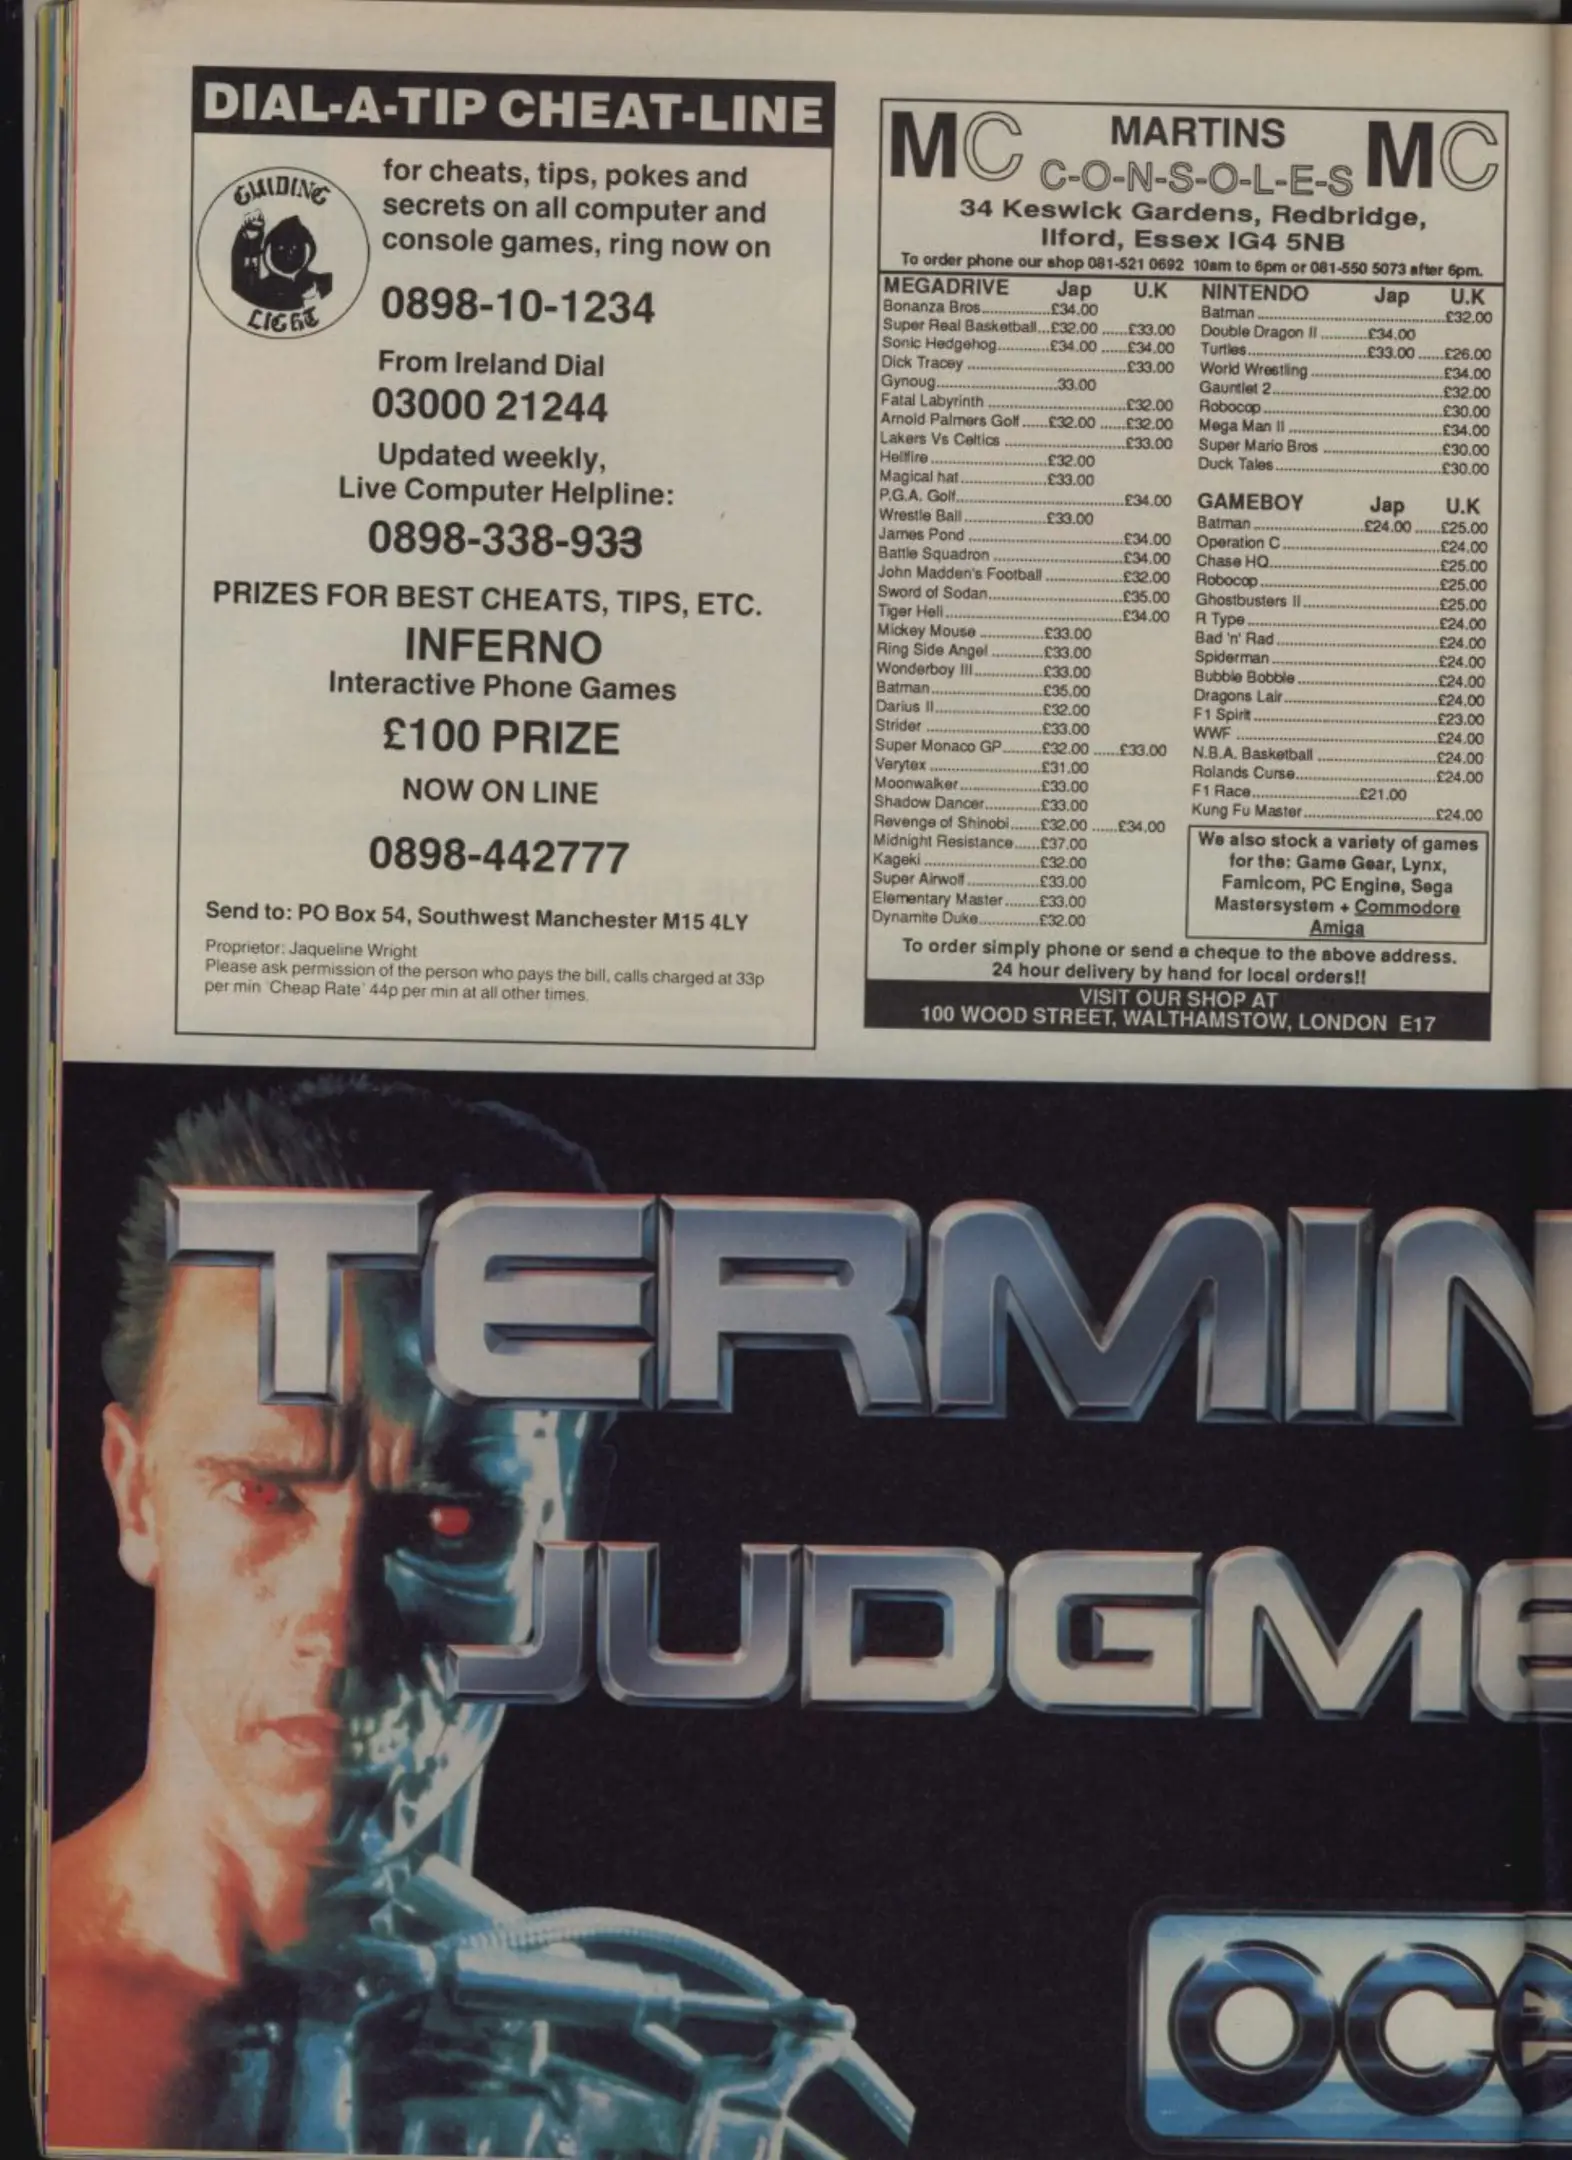 DIAL-A-TIP CHEAT-LINE
GUIDING
LIGHT
for cheats, tips, pokes and
secrets on all computer and
console games, ring now on
0898-10-1234
From Ireland Dial
03000 21244
Updated weekly,
Live Computer Helpline:
0898-338-933
PRIZES FOR BEST CHEATS, TIPS, ETC.
INFERNO
Interactive Phone Games
£100 PRIZE
NOW ON LINE
0898-442777
Send to: PO Box 54, Southwest Manchester M15 4LY
Proprietor: Jaqueline Wright
Please ask permission of the person who pays the bill, calls charged at 33p
per min 'Cheap Rate' 44p per min at all other times.
MC MARTINS MC
C-O-N-S-O-L-E-S
34 Keswick Gardens, Redbridge,
Ilford, Essex IG4 5NB
To order phone our shop 081-521 0692 10am to 6pm or 081-550 5073 after 6pm.
MEGADRIVE Jap U.K
Bonanza Bros...............£34.00
Super Real Basketball...£32.00 ......£33.00
Sonic Hedgehog............£34.00 ......£34.00
Dick Tracey ....................................£33.00
Gynoug...........................33.00
Fatal Labyrinth ...............................£32.00
Arnold Palmers Golf ......£32.00 ......£32.00
Lakers Vs Celtics ...........................£33.00
Hellfire ..........................£32.00
Magical hat...................£33.00
P.G.A. Golf.....................................£34.00
Wrestle Ball ..................£33.00
James Pond ...................................£34.00
Battle Squadron ..............................£34.00
John Madden's Football ..................£32.00
Sword of Sodan...............................£35.00
Tiger Heli........................................£34.00
Mickey Mouse ..............£33.00
Ring Side Angel ............£33.00
Wonderboy III................£33.00
Batman.........................£35.00
Darius II........................£32.00
Strider ..........................£33.00
Super Monaco GP.........£32.00 ......£33.00
Verytex .........................£31.00
Moonwalker..................£33.00
Shadow Dancer.............£33.00
Revenge of Shinobi.......£32.00 ......£34.00
Midnight Resistance......£37.00
Kageki ..........................£32.00
Super Airwolf................£33.00
Elementary Master........£33.00
Dynamite Duke..............£32.00
NINTENDO Jap U.K
Batman ..........................................£32.00
Double Dragon II ..........£34.00
Turtles...........................£33.00 ......£26.00
World Wrestling ..............................£34.00
Gauntlet 2.......................................£32.00
Robocop .........................................£30.00
Mega Man II ...................................£34.00
Super Mario Bros ...........................£30.00
Duck Tales......................................£30.00
GAMEBOY Jap U.K
Batman .........................£24.00 ......£25.00
Operation C....................................£24.00
Chase HQ.......................................£25.00
Robocop.........................................£25.00
Ghostbusters II...............................£25.00
R Type ...........................................£24.00
Bad 'n' Rad ....................................£24.00
Spiderman......................................£24.00
Bubble Bobble ................................£24.00
Dragons Lair...................................£24.00
F1 Spirit .........................................£23.00
WWF .............................................£24.00
N.B.A. Basketball ...........................£24.00
Rolands Curse................................£24.00
F1 Race........................£21.00
Kung Fu Master..............................£24.00
We also stock a variety of games
for the: Game Gear, Lynx,
Famicom, PC Engine, Sega
Mastersystem + Commodore
Amiga
To order simply phone or send a cheque to the above address.
24 hour delivery by hand for local orders!!
VISIT OUR SHOP AT
100 WOOD STREET, WALTHAMSTOW, LONDON E17
TERMIN
JUDGME
OCE